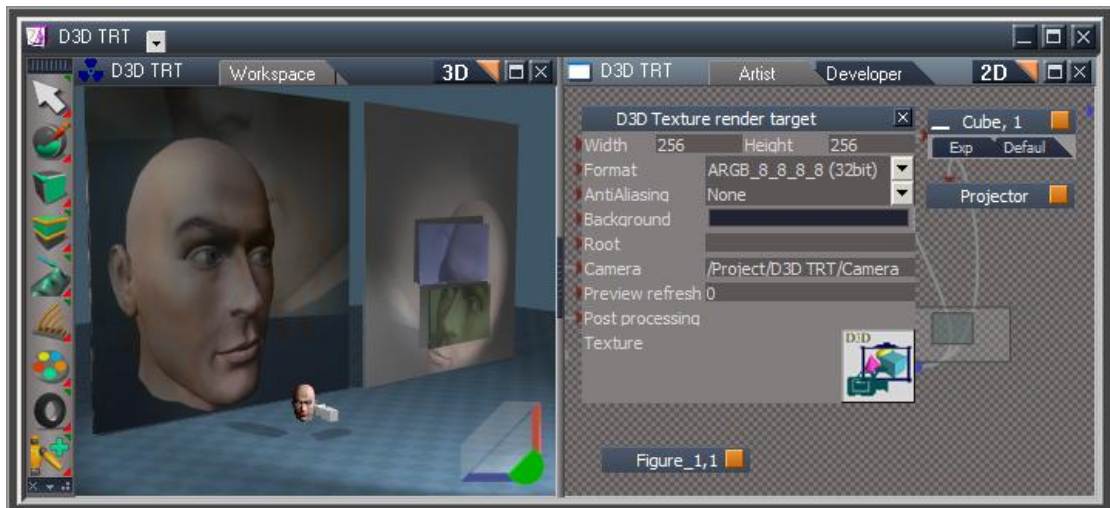 D3D TRT
D3D TRT
Workspace
3D
D3D TRT
Artist
Developer
2D
D3D Texture render target
Width 256 Height 256
Format ARGB_8_8_8_8 (32bit)
AntiAliasing None
Background
Root
Camera /Project/D3D TRT/Camera
Preview refresh 0
Post processing
Texture
D3D
Cube, 1
Exp Defaul
Projector
Figure_1,1